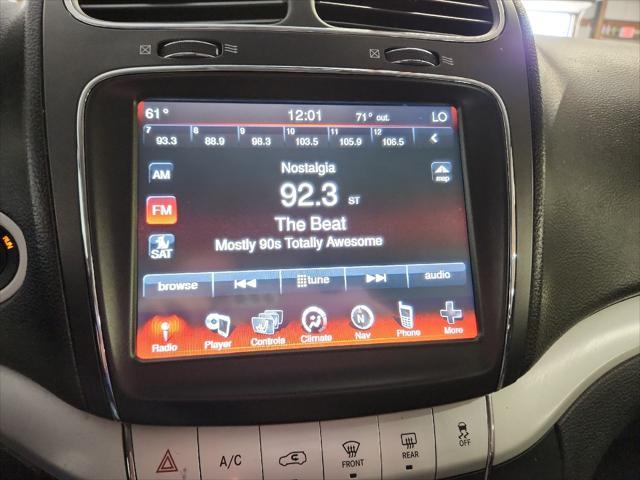 61° 12:01 71° out. LO
7 8 9 10 11 12
93.3 88.9 98.3 103.5 105.9 106.5
AM Nostalgia map
FM 92.3 ST
The Beat
SAT Mostly 90s Totally Awesome
browse tune audio
Radio Player Controls Climate Nav Phone More
N
RUN
A/C FRONT REAR OFF